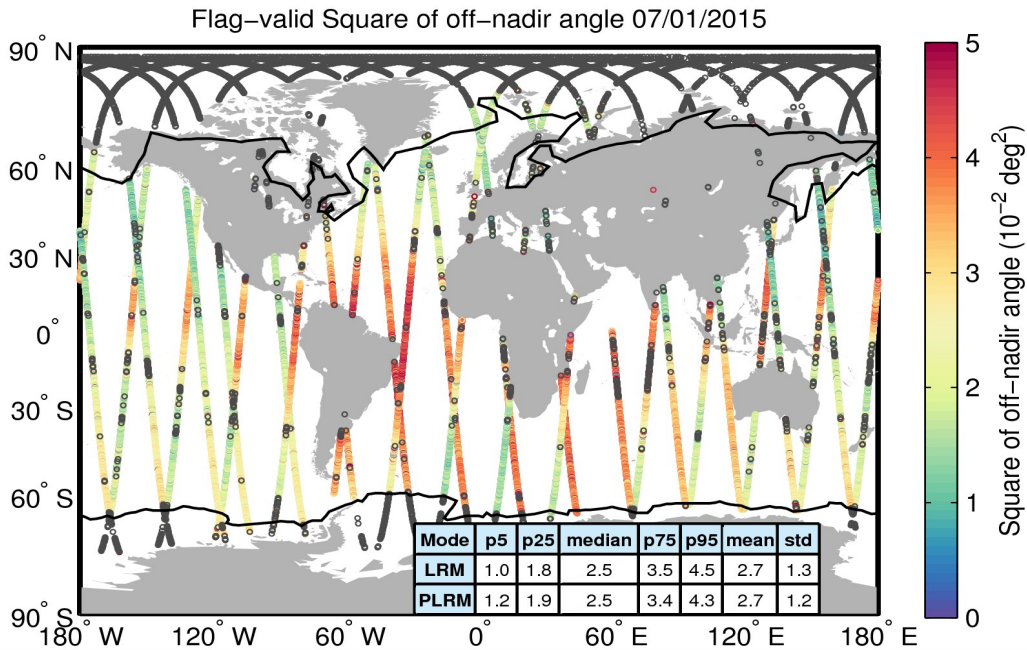 Flag−valid Square of off−nadir angle 07/01/2015
90° N
60° N
30° N
0°
30° S
60° S
90° S
180° W
120° W
60° W
0°
60° E
120° E
180° E
Mode p5 p25 median p75 p95 mean std
LRM 1.0 1.8 2.5 3.5 4.5 2.7 1.3
PLRM 1.2 1.9 2.5 3.4 4.3 2.7 1.2
5
4
3
2
1
0
Square of off−nadir angle (10⁻² deg²)